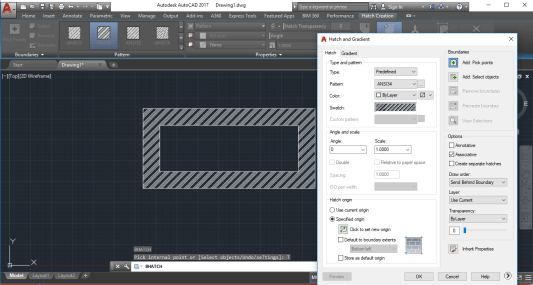 Autodesk AutoCAD 2017 Drawing1.dwg
Type a keyword or phrase
Sign In
Home Insert Annotate Parametric View Manage Output Add-ins A360 Express Tools Featured Apps BIM 360 Performance Hatch Creation
Pattern
Hatch Transparency
Angle
None
Boundaries
Pattern
Properties
Start
Drawing1*
[-][Top][2D Wireframe]
Y
X
BHATCH
Pick internal point or [Select objects/Undo/seTtings]: T
BHATCH
Model Layout1 Layout2 +
Hatch and Gradient
Hatch Gradient
Type and pattern
Type: Predefined
Pattern: ANSI34
Color: ByLayer
Swatch:
Custom pattern:
Angle and scale
Angle: Scale:
0 1.0000
Double Relative to paper space
Spacing: 1.0000
ISO pen width:
Hatch origin
Use current origin
Specified origin
Click to set new origin
Default to boundary extents
Bottom left
Store as default origin
Boundaries
Add: Pick points
Add: Select objects
Remove boundaries
Recreate boundary
View Selections
Options
Annotative
Associative
Create separate hatches
Draw order:
Send Behind Boundary
Layer:
Use Current
Transparency:
ByLayer
0
Inherit Properties
Preview OK Cancel Help